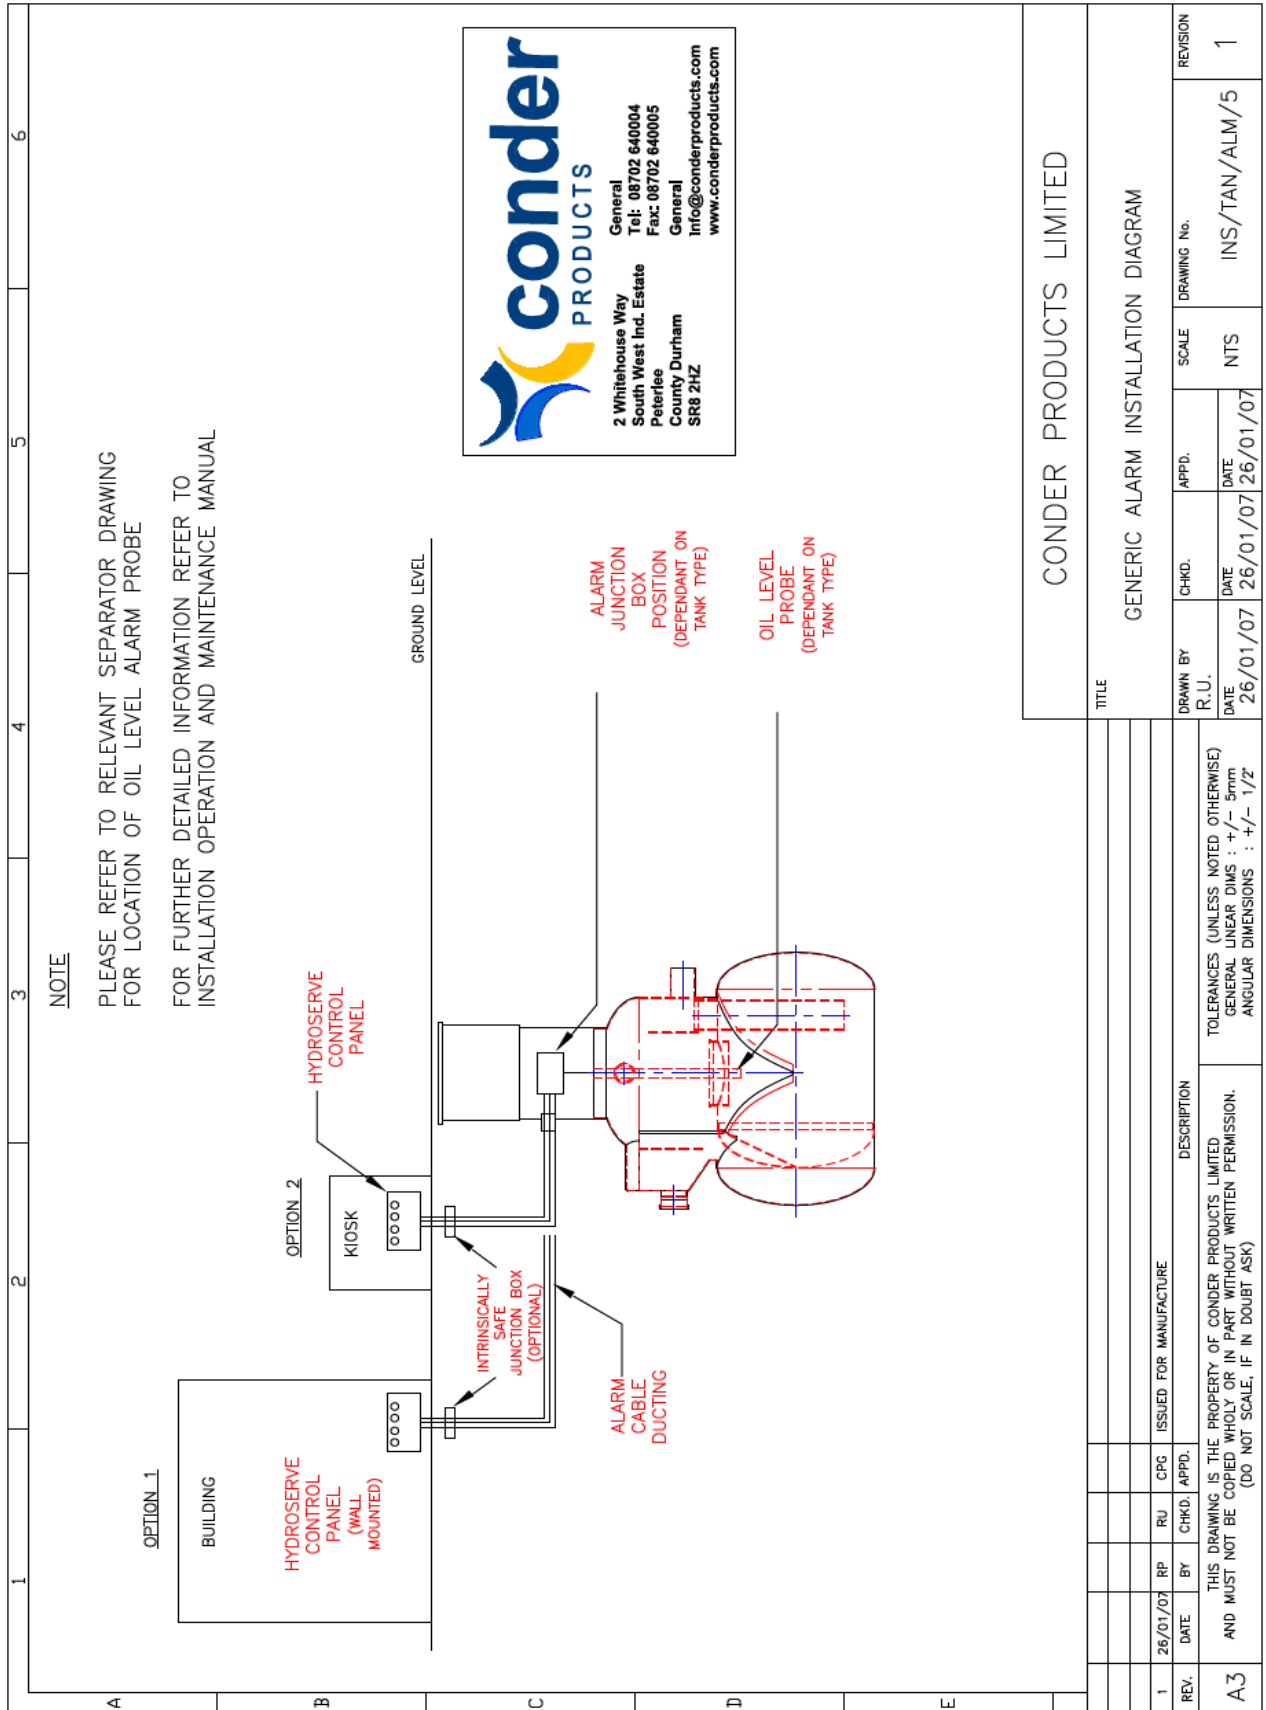 1
2
3
4
5
6
A
B
C
D
E
NOTE
PLEASE REFER TO RELEVANT SEPARATOR DRAWING
FOR LOCATION OF OIL LEVEL ALARM PROBE
FOR FURTHER DETAILED INFORMATION REFER TO
INSTALLATION OPERATION AND MAINTENANCE MANUAL
OPTION 1
BUILDING
HYDROSERVE
CONTROL
PANEL
(WALL
MOUNTED)
OPTION 2
KIOSK
HYDROSERVE
CONTROL
PANEL
GROUND LEVEL
INTRINSICALLY
SAFE
JUNCTION BOX
(OPTIONAL)
ALARM
CABLE
DUCTING
ALARM
JUNCTION
BOX
POSITION
(DEPENDANT ON
TANK TYPE)
OIL LEVEL
PROBE
(DEPENDANT ON
TANK TYPE)
conder
PRODUCTS
2 Whitehouse Way
South West Ind. Estate
Peterlee
County Durham
SR8 2HZ
General
Tel: 08702 640004
Fax: 08702 640005
General
Info@conderproducts.com
www.conderproducts.com
CONDER PRODUCTS LIMITED
TITLE
GENERIC ALARM INSTALLATION DIAGRAM
DRAWN BY
R.U.
DATE
26/01/07
CHKD.
DATE
26/01/07
APPD.
DATE
26/01/07
SCALE
NTS
DRAWING No.
INS/TAN/ALM/5
REVISION
1
1 26/01/07 RP RU CPG ISSUED FOR MANUFACTURE
REV. DATE BY CHKD. APPD. DESCRIPTION
A3
THIS DRAWING IS THE PROPERTY OF CONDER PRODUCTS LIMITED
AND MUST NOT BE COPIED WHOLY OR IN PART WITHOUT WRITTEN PERMISSION.
(DO NOT SCALE, IF IN DOUBT ASK)
TOLERANCES (UNLESS NOTED OTHERWISE)
GENERAL LINEAR DIMS : +/- 5mm
ANGULAR DIMENSIONS : +/- 1/2°